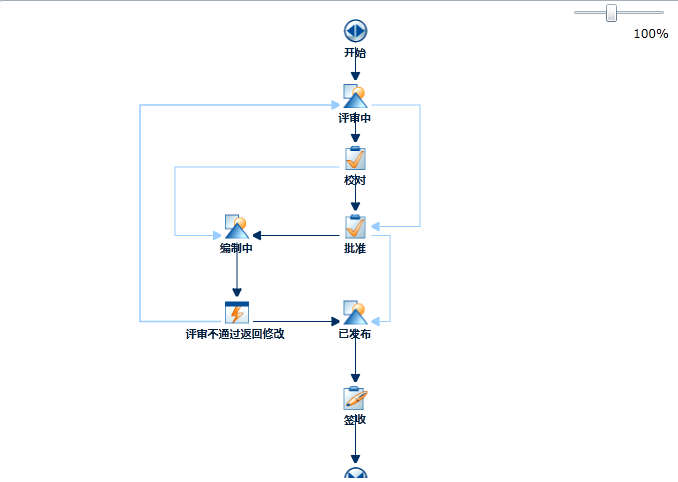 100%
开始
评审中
校对
编制中
批准
评审不通过返回修改
已发布
签收